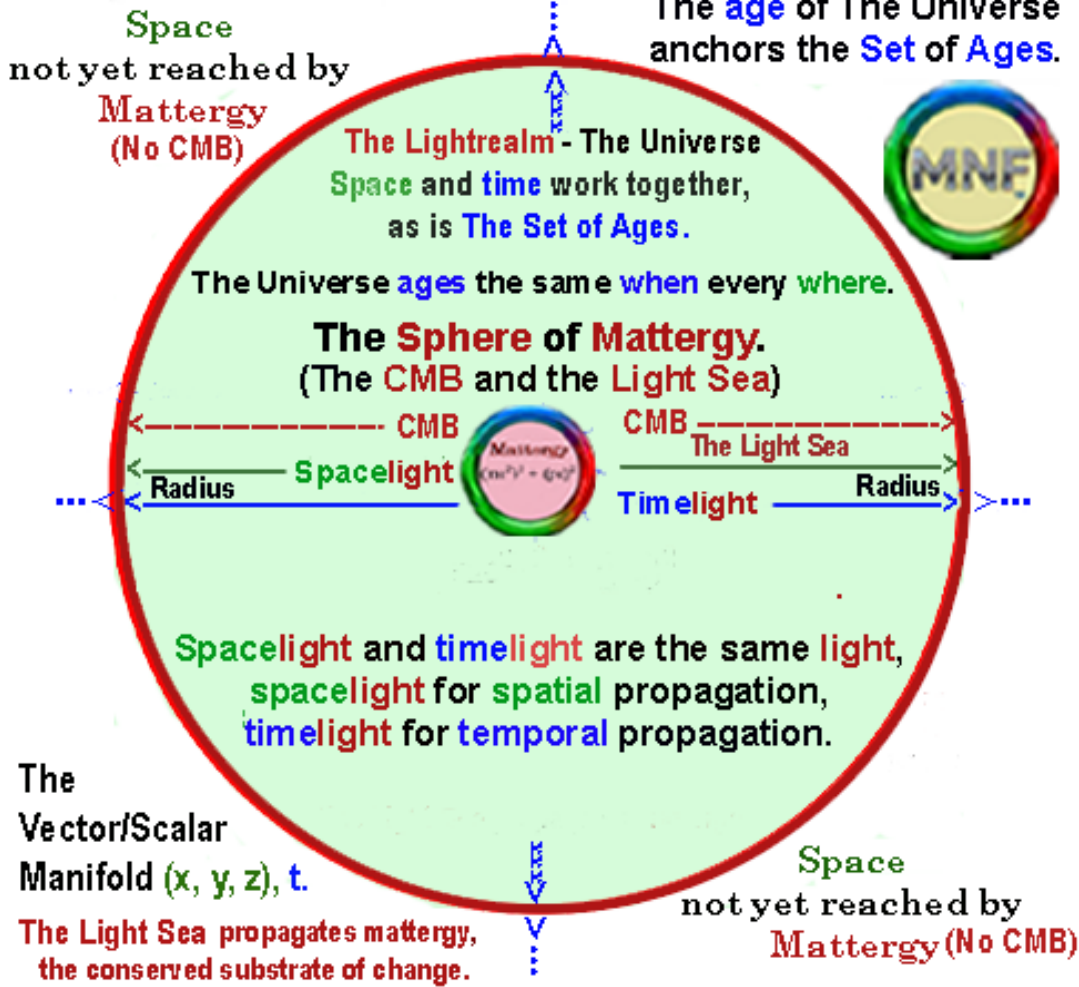 Space
not yet reached by
Mattergy
(No CMB)
The age of The Universe
anchors the Set of Ages.
MNF
The Lightrealm - The Universe
Space and time work together,
as is The Set of Ages.
The Universe ages the same when every where.
The Sphere of Mattergy.
(The CMB and the Light Sea)
CMB
CMB
The Light Sea
Mattergy
Spacelight
Radius
Timelight
Radius
Spacelight and timelight are the same light,
spacelight for spatial propagation,
timelight for temporal propagation.
The
Vector/Scalar
Manifold (x, y, z), t.
The Light Sea propagates mattergy,
the conserved substrate of change.
Space
not yet reached by
Mattergy (No CMB)